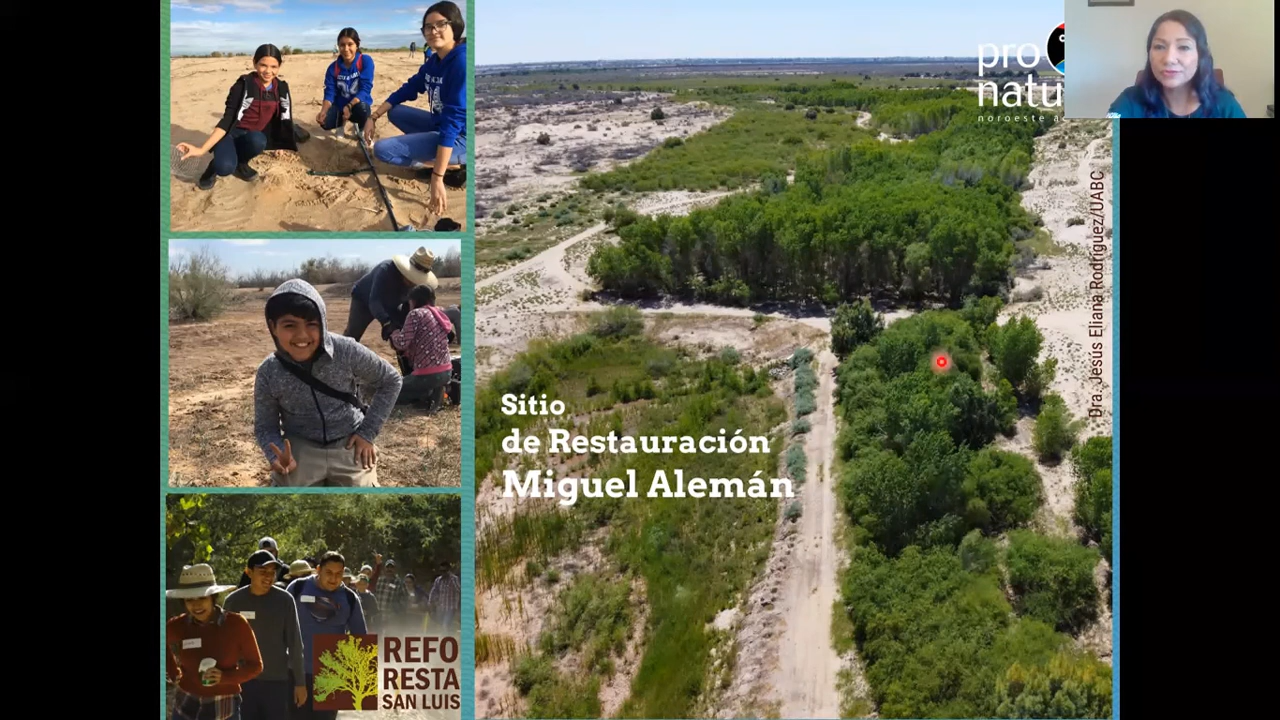 pro
natu
noroeste a
Sitio
de Restauración
Miguel Alemán
Dra. Jesús Eliana Rodríguez/UABC
REFO
RESTA
SAN LUIS